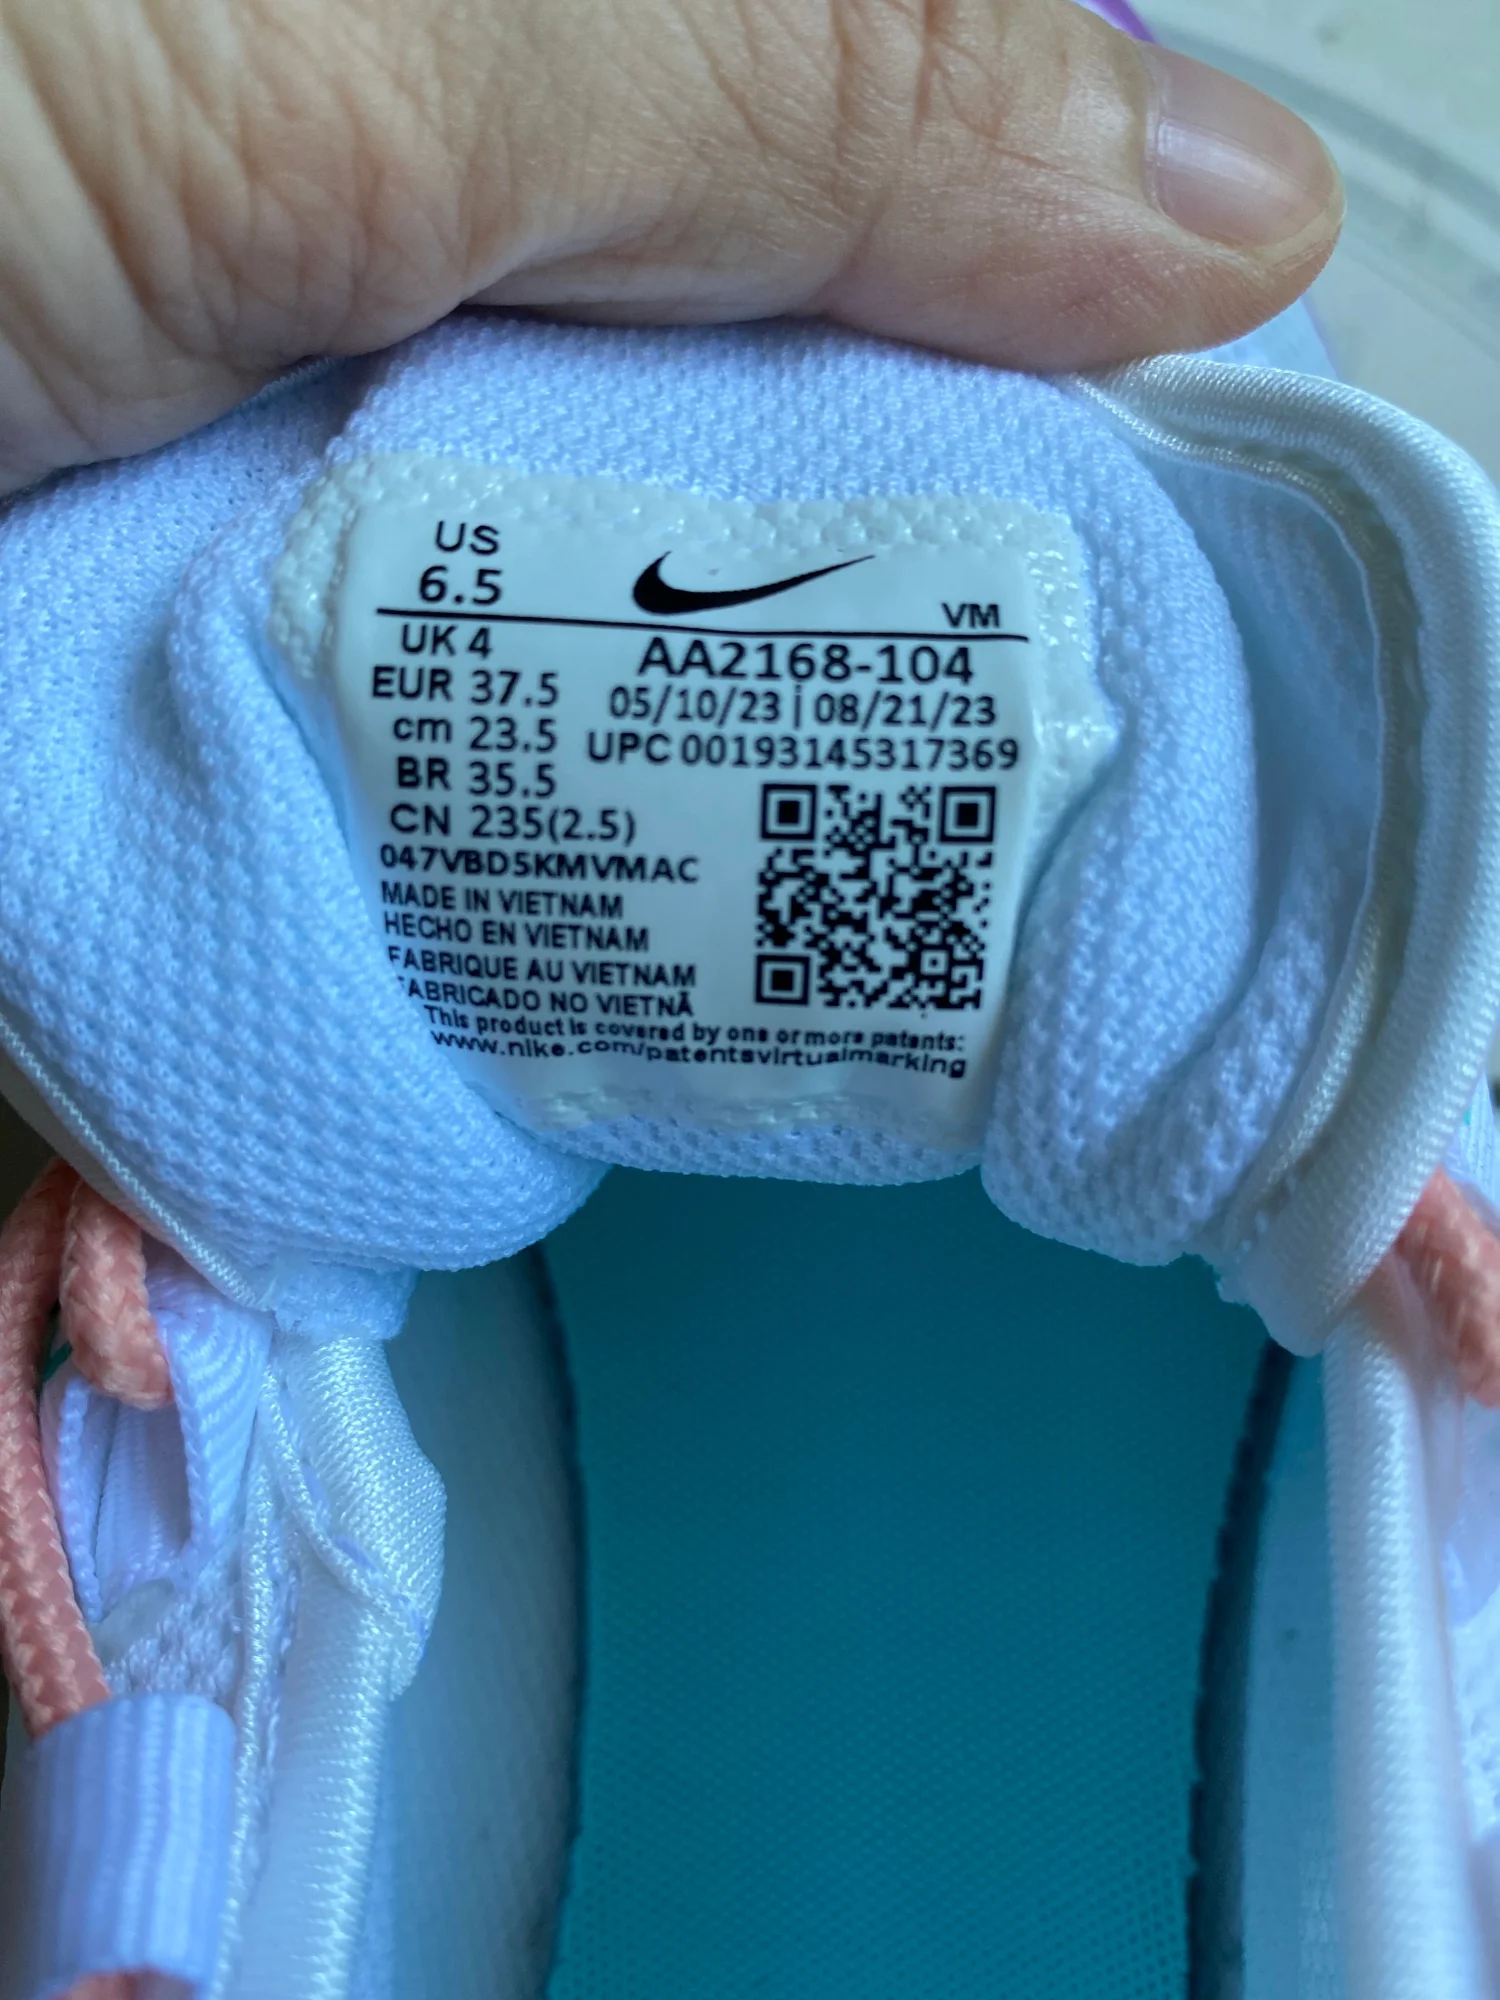 US
6.5
VM
UK 4
EUR 37.5
cm 23.5
BR 35.5
CN 235(2.5)
AA2168-104
05/10/23 | 08/21/23
UPC 00193145317369
047VBD5KMVMAC
MADE IN VIETNAM
HECHO EN VIETNAM
FABRIQUE AU VIETNAM
FABRICADO NO VIETNÃ
This product is covered by one or more patents:
www.nike.com/patentsvirtualmarking